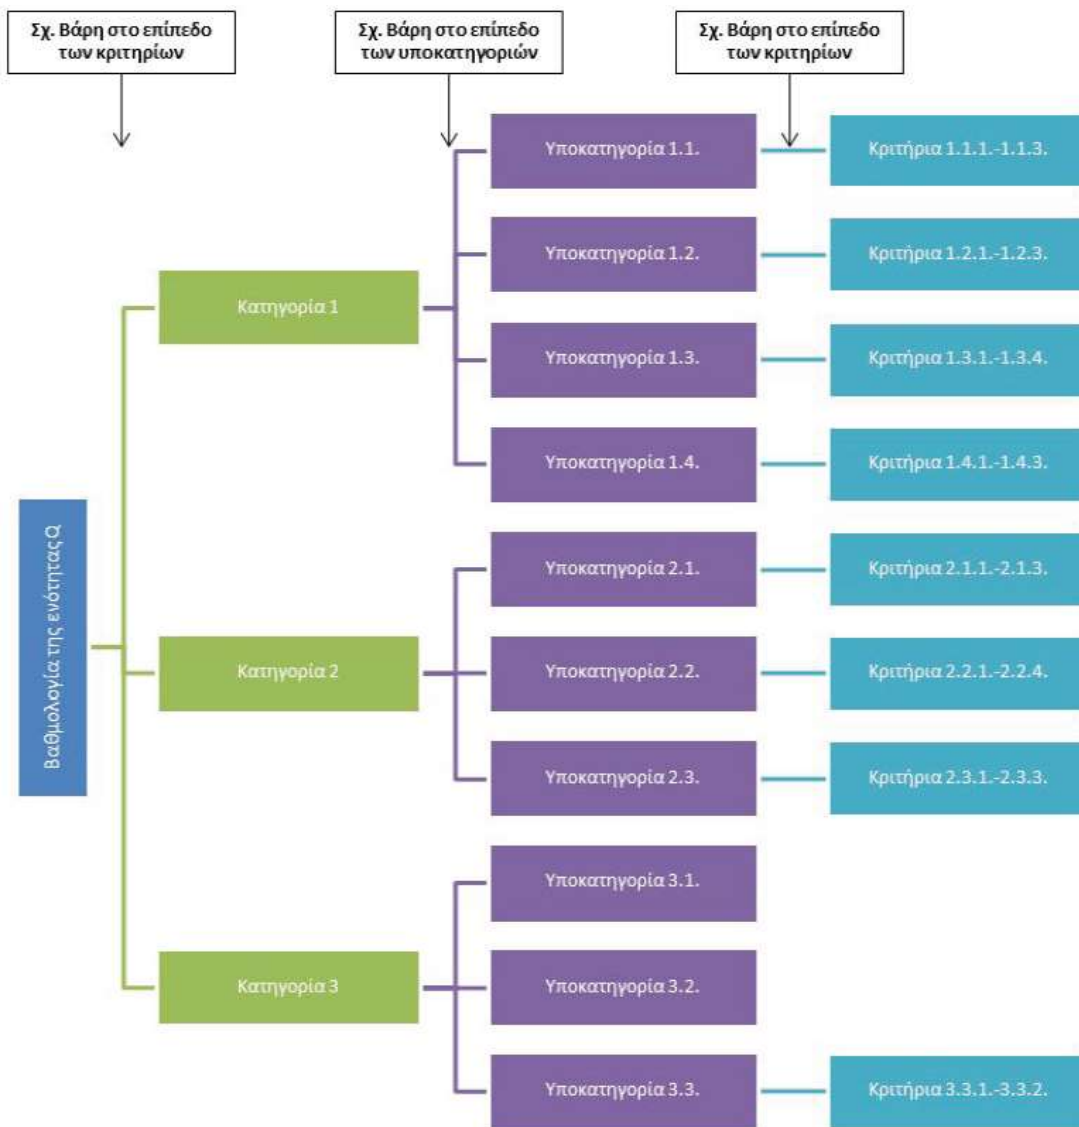 Σχ. Βάρη στο επίπεδο
των κριτηρίων
Σχ. Βάρη στο επίπεδο
των υποκατηγοριών
Σχ. Βάρη στο επίπεδο
των κριτηρίων
Υποκατηγορία 1.1.
Κριτήρια 1.1.1.-1.1.3.
Υποκατηγορία 1.2.
Κριτήρια 1.2.1.-1.2.3.
Κατηγορία 1
Υποκατηγορία 1.3.
Κριτήρια 1.3.1.-1.3.4.
Υποκατηγορία 1.4.
Κριτήρια 1.4.1.-1.4.3.
Βαθμολογία της ενότητας Q
Υποκατηγορία 2.1.
Κριτήρια 2.1.1.-2.1.3.
Κατηγορία 2
Υποκατηγορία 2.2.
Κριτήρια 2.2.1.-2.2.4.
Υποκατηγορία 2.3.
Κριτήρια 2.3.1.-2.3.3.
Υποκατηγορία 3.1.
Κατηγορία 3
Υποκατηγορία 3.2.
Υποκατηγορία 3.3.
Κριτήρια 3.3.1.-3.3.2.